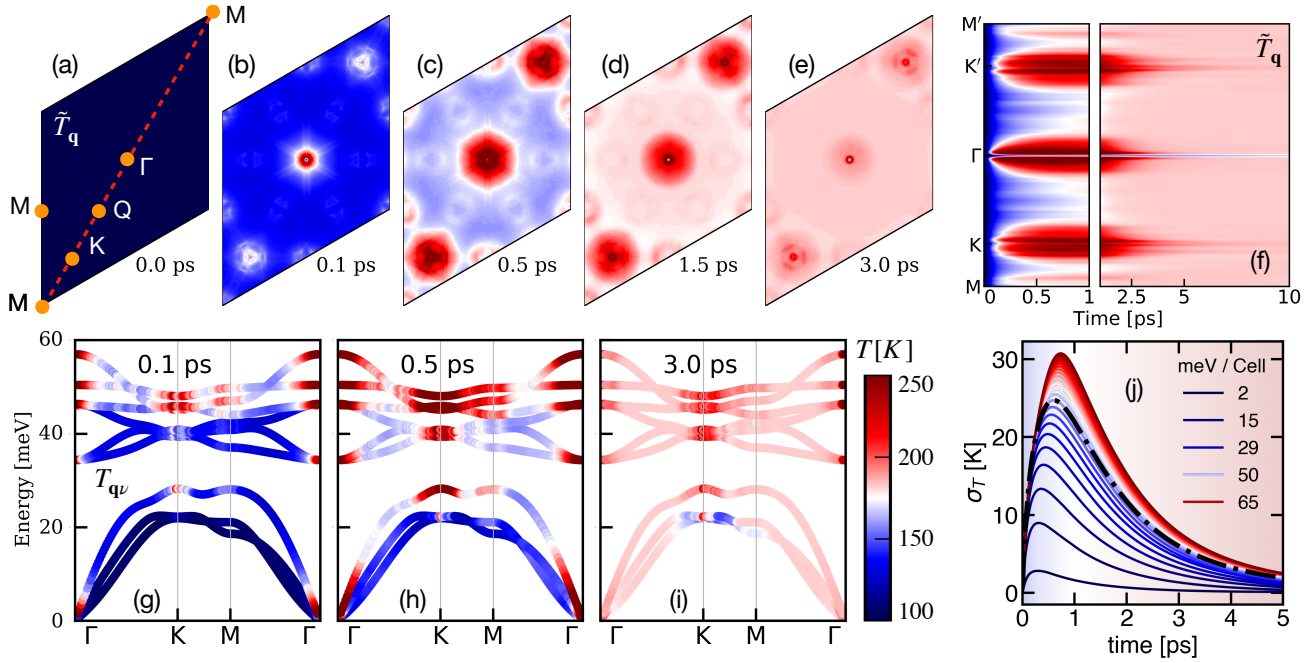 M
(a)
T̃q
Γ
M
Q
K
M
0.0 ps
(b)
0.1 ps
(c)
0.5 ps
(d)
1.5 ps
(e)
3.0 ps
M′
K′
Γ
K
M
T̃q
(f)
0
0.5
1
2.5
5
10
Time [ps]
Energy [meV]
60
40
20
0
0.1 ps
Tqν
(g)
Γ
K
M
Γ
0.5 ps
(h)
Γ
K
M
Γ
3.0 ps
(i)
Γ
K
M
Γ
T[K]
250
200
150
100
σT [K]
30
20
10
0
(j)
meV / Cell
2
15
29
50
65
0
1
2
3
4
5
time [ps]